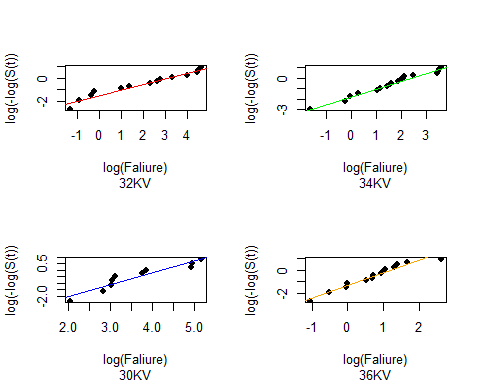 log(-log(S(t))
0
-2
-1 0 1 2 3 4
log(Faliure)
32KV
log(-log(S(t))
0
-3
-1 0 1 2 3
log(Faliure)
34KV
log(-log(S(t))
0.5
-2.0
2.0 3.0 4.0 5.0
log(Faliure)
30KV
log(-log(S(t))
0
-2
-1 0 1 2
log(Faliure)
36KV